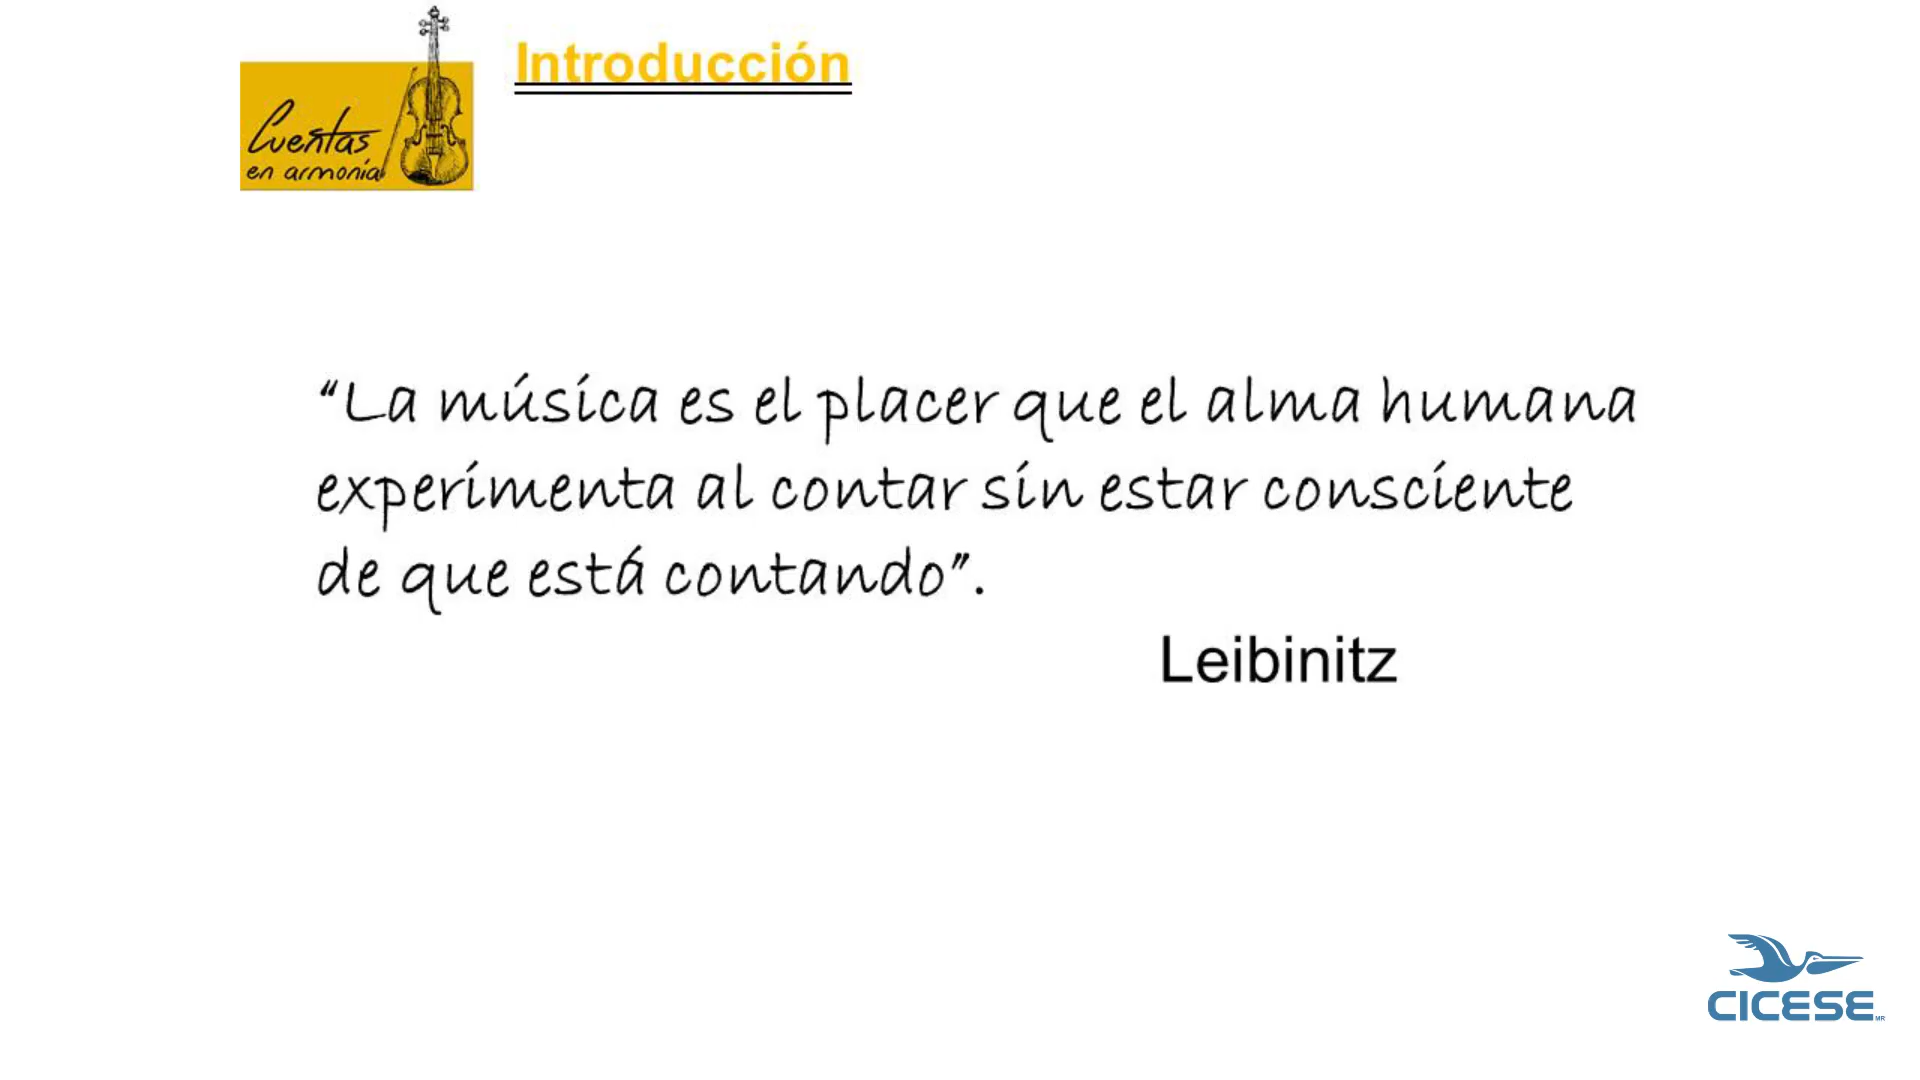 Introducción
Cuentas
en armonía
“La música es el placer que el alma humana
experimenta al contar sin estar consciente
de que está contando”.
Leibinitz
CICESE MR